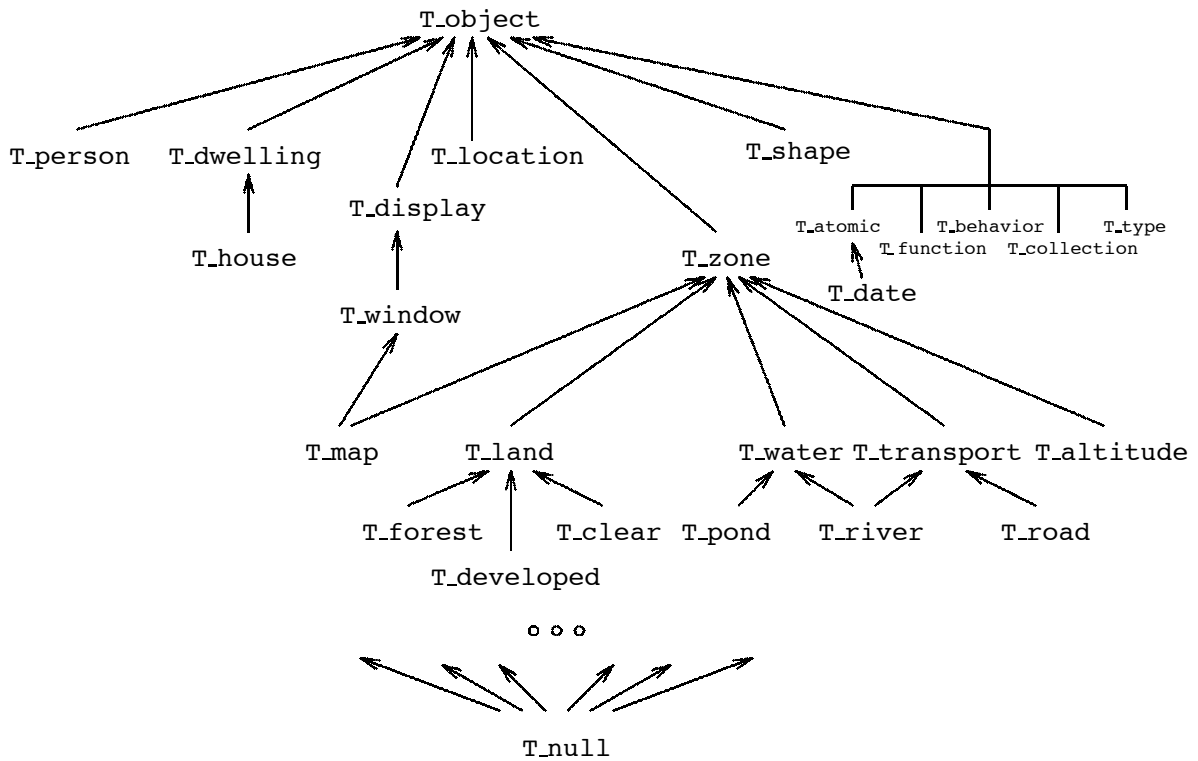 T_object
T_person T_dwelling T_location T_shape
T_display
T_atomic T_behavior T_type
T_function T_collection
T_house T_zone
T_date
T_window
T_map T_land T_water T_transport T_altitude
T_forest T_clear T_pond T_river T_road
T_developed
T_null